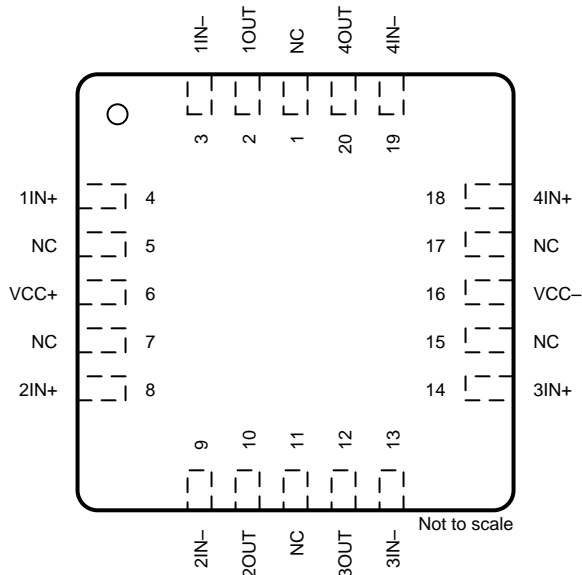 1IN–
1OUT
NC
4OUT
4IN–
3
2
1
20
19
1IN+
4
18
4IN+
NC
5
17
NC
VCC+
6
16
VCC–
NC
7
15
NC
2IN+
8
14
3IN+
9
10
11
12
13
2IN–
2OUT
NC
3OUT
3IN–
Not to scale